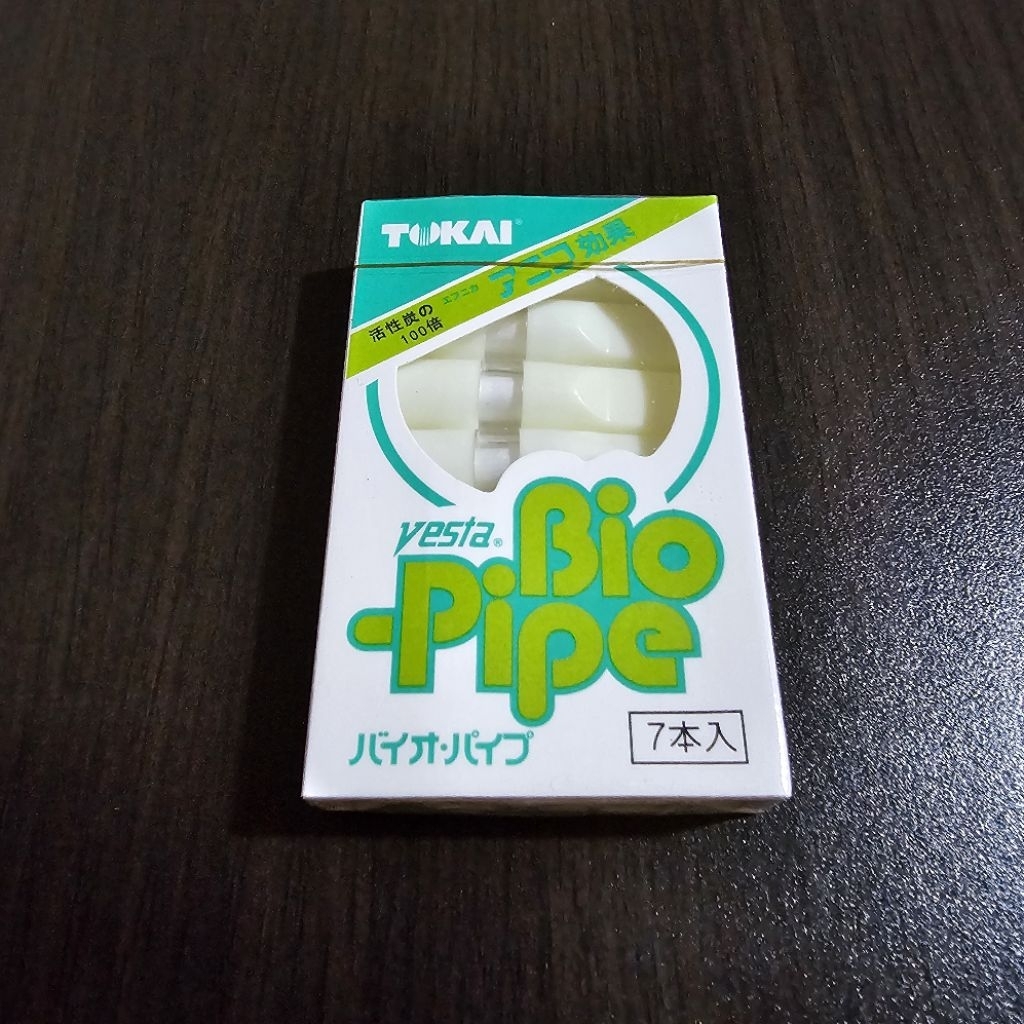 TOKAI®
活性炭の
100倍
エフニカ
アニコ効果
vesta®
Bio
-Pipe
バイオ・パイプ
7本入